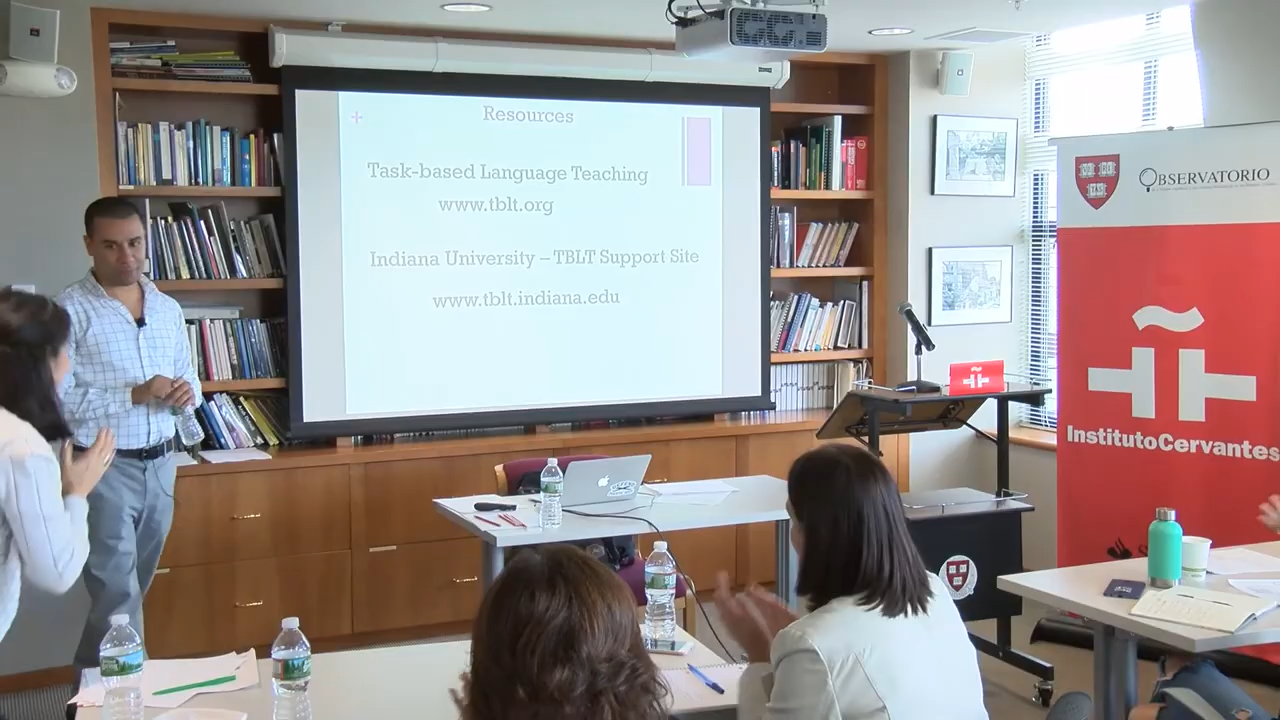 Resources
Task-based Language Teaching
www.tblt.org
Indiana University – TBLT Support Site
www.tblt.indiana.edu
OBSERVATORIO
InstitutoCervantes